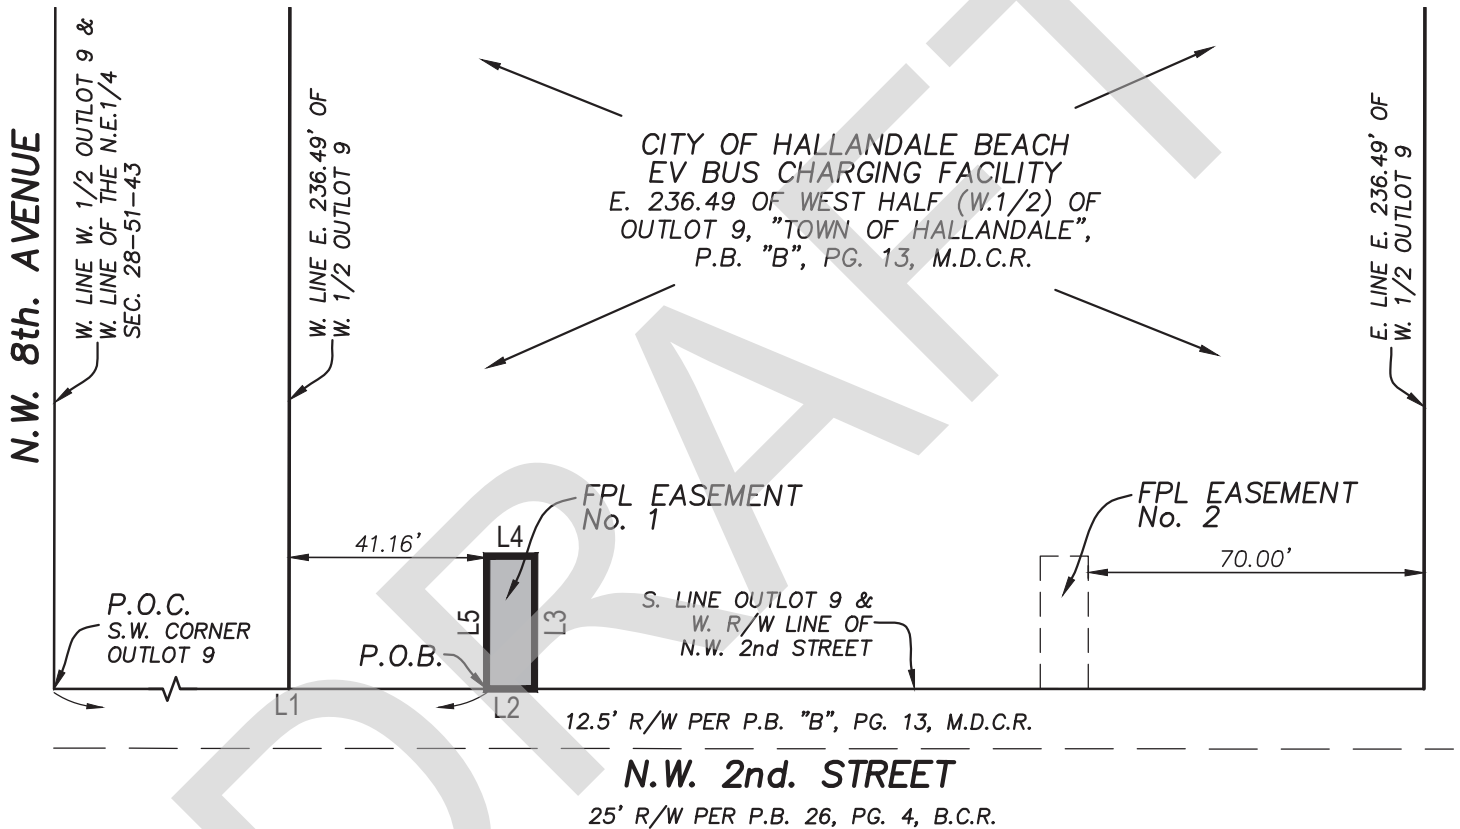 N.W. 8th. AVENUE
W. LINE W. 1/2 OUTLOT 9 &
W. LINE OF THE N.E.1/4
SEC. 28-51-43
W. LINE E. 236.49' OF
W. 1/2 OUTLOT 9
CITY OF HALLANDALE BEACH
EV BUS CHARGING FACILITY
E. 236.49 OF WEST HALF (W.1/2) OF
OUTLOT 9, "TOWN OF HALLANDALE",
P.B. "B", PG. 13, M.D.C.R.
E. LINE E. 236.49' OF
W. 1/2 OUTLOT 9
FPL EASEMENT
No. 1
FPL EASEMENT
No. 2
41.16'
L4
70.00'
P.O.C.
S.W. CORNER
OUTLOT 9
L5
L3
S. LINE OUTLOT 9 &
W. R/W LINE OF
N.W. 2nd STREET
P.O.B.
L1
L2
12.5' R/W PER P.B. "B", PG. 13, M.D.C.R.
N.W. 2nd. STREET
25' R/W PER P.B. 26, PG. 4, B.C.R.
DRAFT